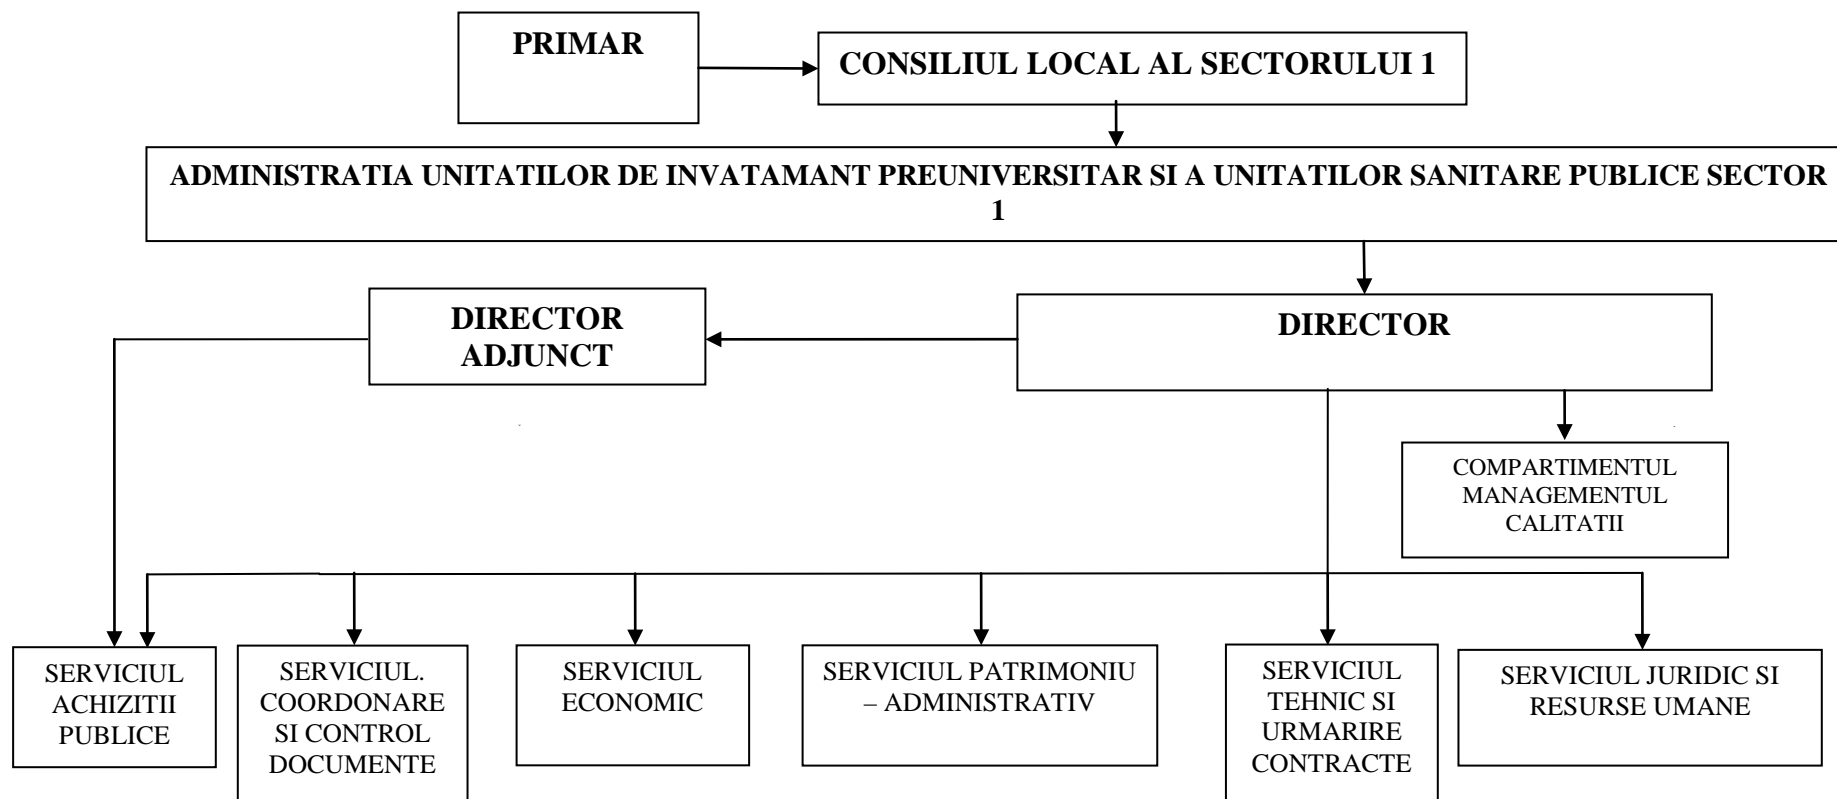 PRIMAR
CONSILIUL LOCAL AL SECTORULUI 1
ADMINISTRATIA UNITATILOR DE INVATAMANT PREUNIVERSITAR SI A UNITATILOR SANITARE PUBLICE SECTOR
1
DIRECTOR
ADJUNCT
DIRECTOR
COMPARTIMENTUL
MANAGEMENTUL
CALITATII
SERVICIUL
ACHIZITII
PUBLICE
SERVICIUL.
COORDONARE
SI CONTROL
DOCUMENTE
SERVICIUL
ECONOMIC
SERVICIUL PATRIMONIU
– ADMINISTRATIV
SERVICIUL
TEHNIC SI
URMARIRE
CONTRACTE
SERVICIUL JURIDIC SI
RESURSE UMANE